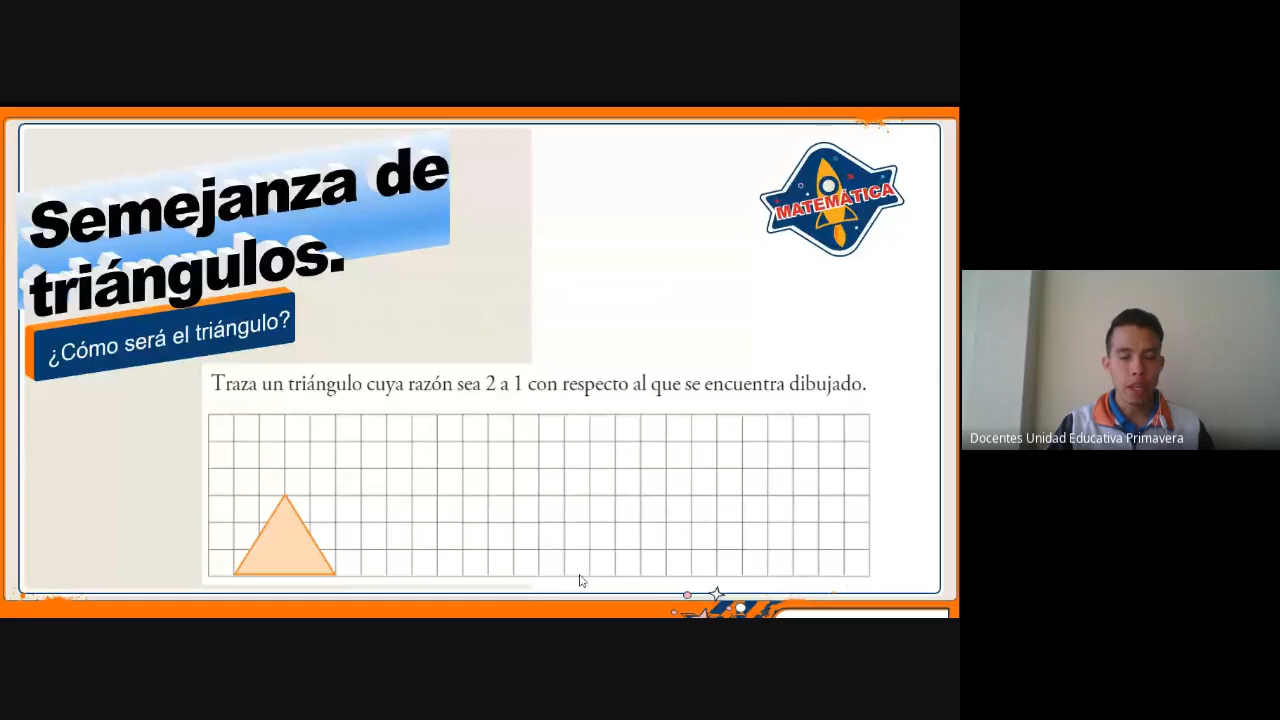 Semejanza de
triángulos.
¿Cómo será el triángulo?
MATEMÁTICA
Traza un triángulo cuya razón sea 2 a 1 con respecto al que se encuentra dibujado.
Docentes Unidad Educativa Primavera